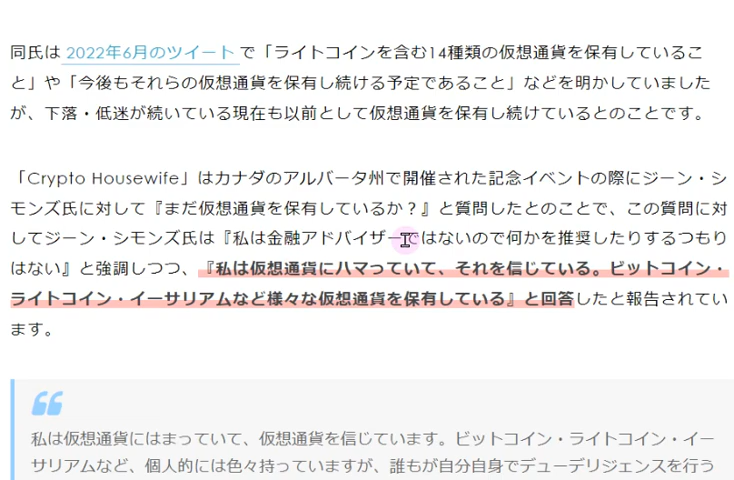 同氏は 2022年6月のツイート で「ライトコインを含む14種類の仮想通貨を保有しているこ
と」や「今後もそれらの仮想通貨を保有し続ける予定であること」などを明かしていました
が、下落・低迷が続いている現在も以前として仮想通貨を保有し続けているとのことです。
「Crypto Housewife」はカナダのアルバータ州で開催された記念イベントの際にジーン・シ
モンズ氏に対して『まだ仮想通貨を保有しているか？』と質問したとのことで、この質問に対
してジーン・シモンズ氏は『私は金融アドバイザーではないので何かを推奨したりするつもり
はない』と強調しつつ、『私は仮想通貨にハマっていて、それを信じている。ビットコイン・
ライトコイン・イーサリアムなど様々な仮想通貨を保有している』と回答したと報告されてい
ます。
私は仮想通貨にはまっていて、仮想通貨を信じています。ビットコイン・ライトコイン・イー
サリアムなど、個人的には色々持っていますが、誰もが自分自身でデューデリジェンスを行う